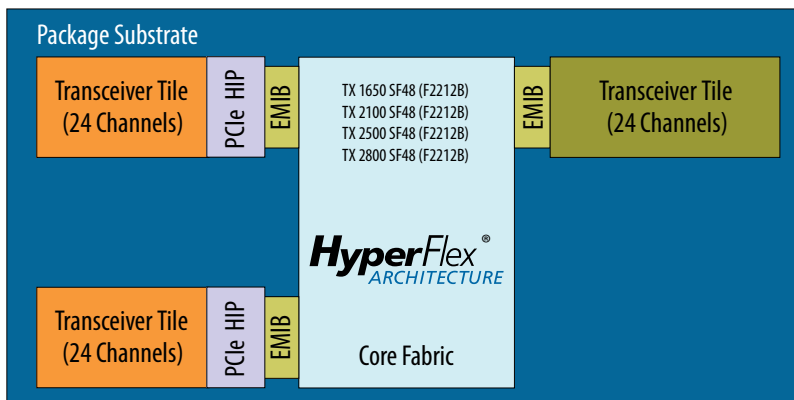 Package Substrate
Transceiver Tile
(24 Channels)
PCIe HIP
EMIB
TX 1650 SF48 (F2212B)
TX 2100 SF48 (F2212B)
TX 2500 SF48 (F2212B)
TX 2800 SF48 (F2212B)
EMIB
Transceiver Tile
(24 Channels)
HyperFlex®
ARCHITECTURE
Transceiver Tile
(24 Channels)
PCIe HIP
EMIB
Core Fabric